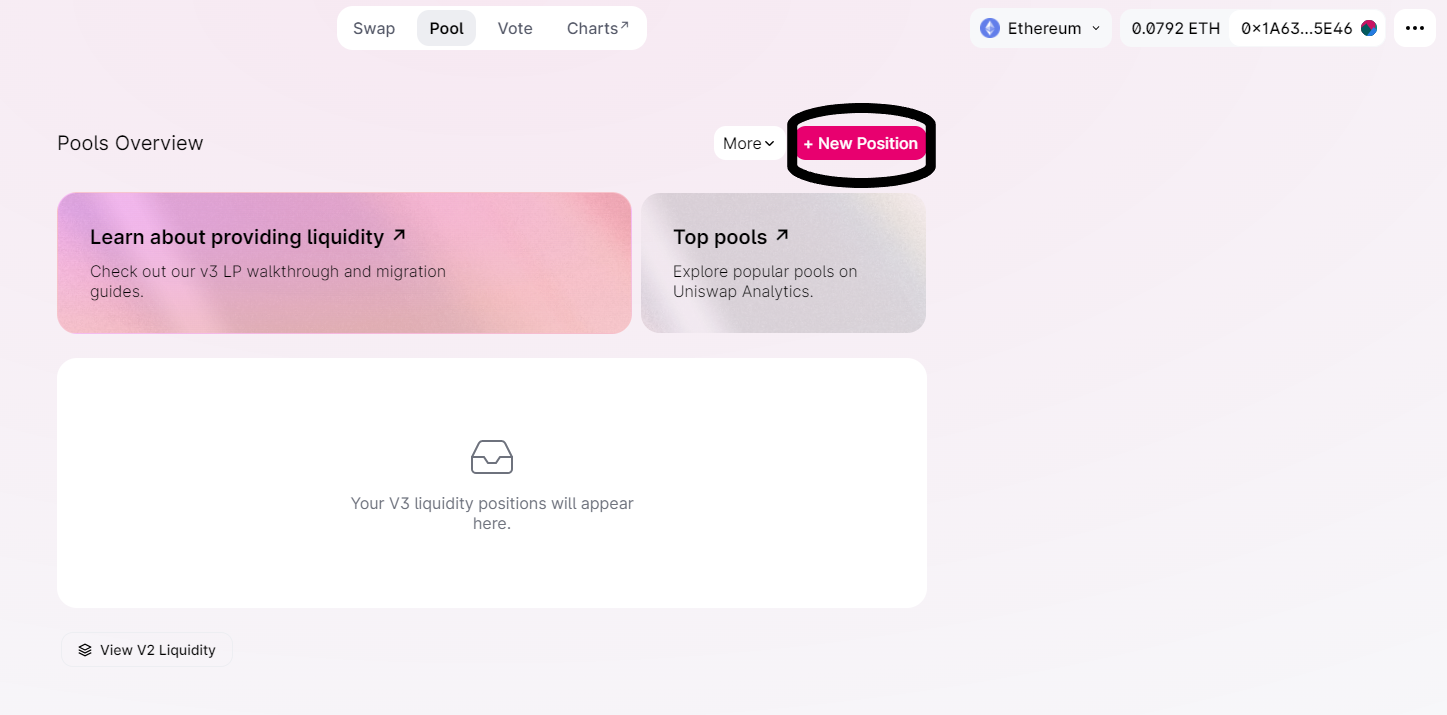 Swap Pool Vote Charts↗ Ethereum 0.0792 ETH 0×1A63...5E46
Pools Overview More + New Position
Learn about providing liquidity ↗
Check out our v3 LP walkthrough and migration
guides.
Top pools ↗
Explore popular pools on
Uniswap Analytics.
Your V3 liquidity positions will appear
here.
View V2 Liquidity